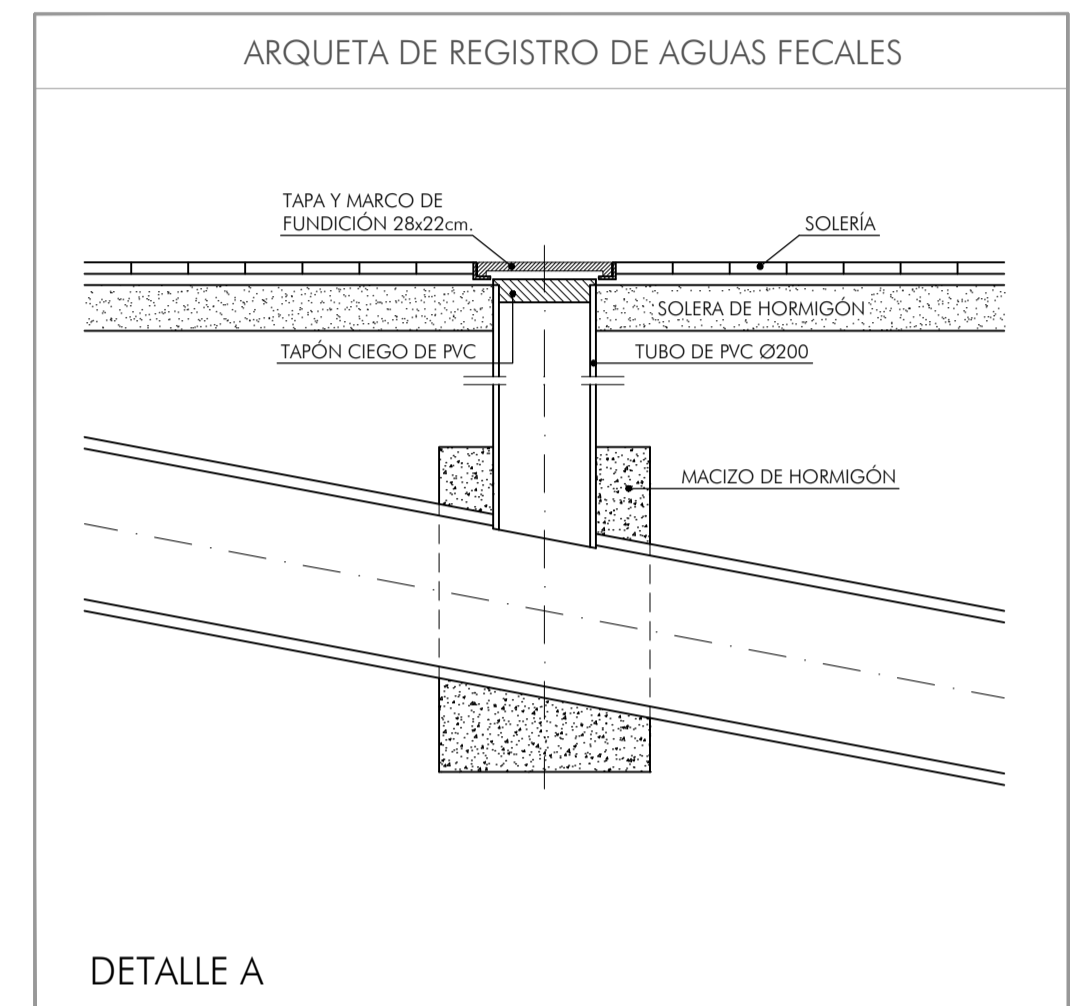 ARQUETA DE REGISTRO DE AGUAS FECALES
TAPA Y MARCO DE
FUNDICIÓN 28x22cm.
SOLERÍA
SOLERA DE HORMIGÓN
TAPÓN CIEGO DE PVC
TUBO DE PVC Ø200
MACIZO DE HORMIGÓN
DETALLE A